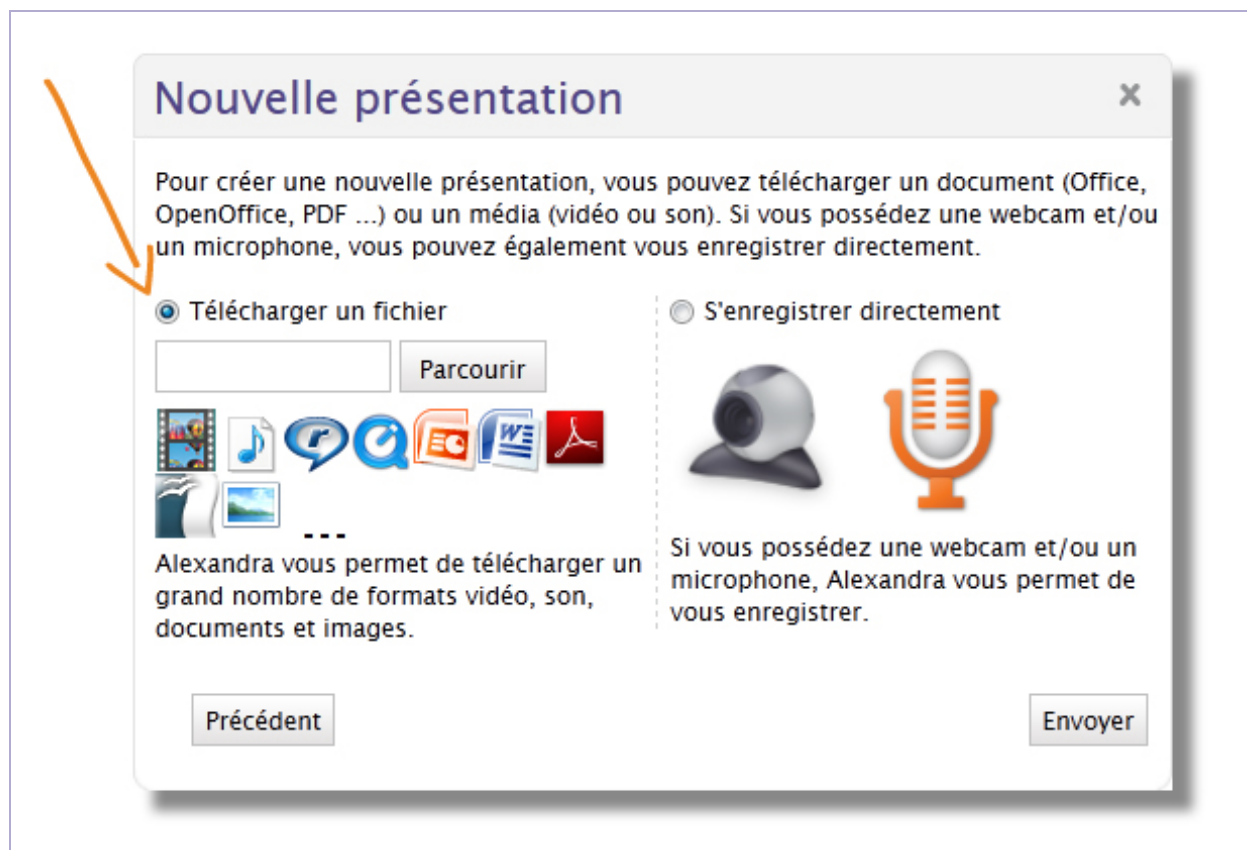 Nouvelle présentation
Pour créer une nouvelle présentation, vous pouvez télécharger un document (Office,
OpenOffice, PDF ...) ou un média (vidéo ou son). Si vous possédez une webcam et/ou
un microphone, vous pouvez également vous enregistrer directement.
Télécharger un fichier
Parcourir
Alexandra vous permet de télécharger un
grand nombre de formats vidéo, son,
documents et images.
S'enregistrer directement
Si vous possédez une webcam et/ou un
microphone, Alexandra vous permet de
vous enregistrer.
Précédent
Envoyer